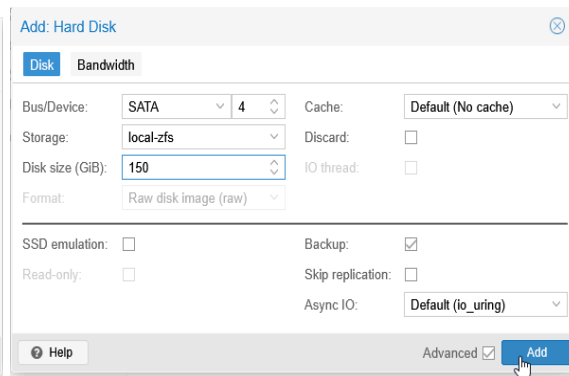 Add: Hard Disk
Disk Bandwidth
Bus/Device: SATA 4 Cache: Default (No cache)
Storage: local-zfs Discard:
Disk size (GiB): 150 IO thread:
Format: Raw disk image (raw)
SSD emulation: Backup:
Read-only: Skip replication:
Async IO: Default (io_uring)
Help Advanced Add